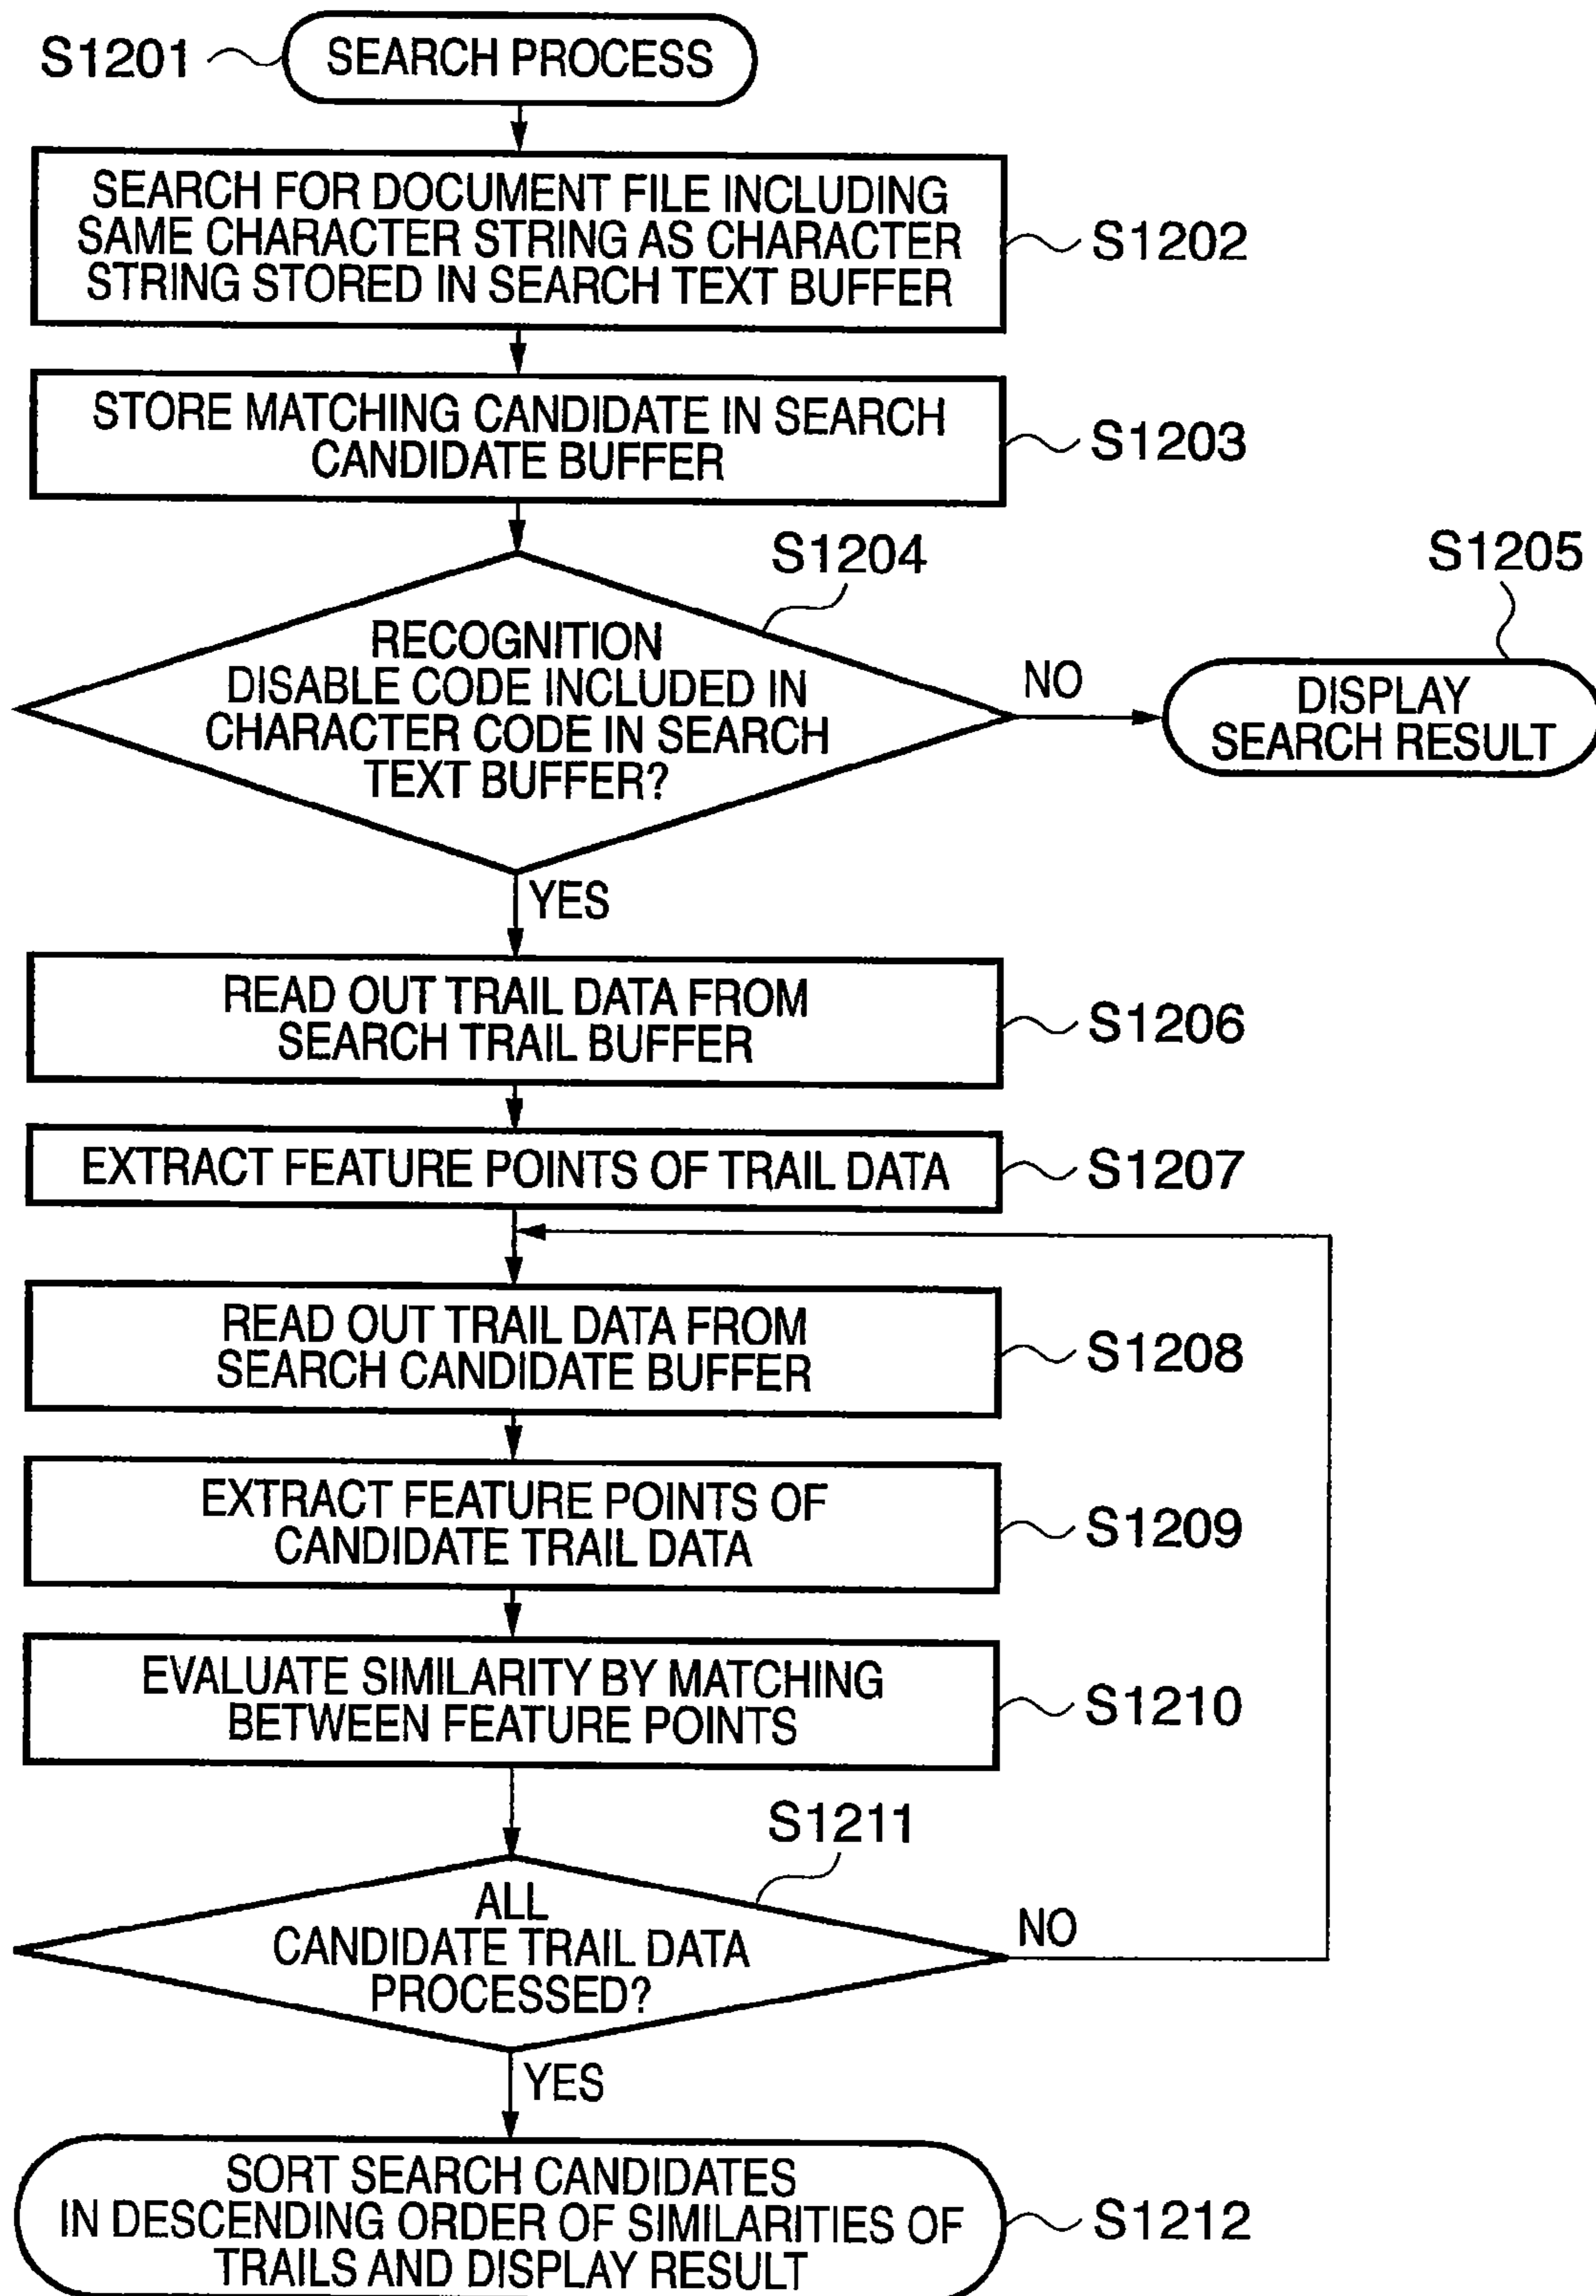 S1201
SEARCH PROCESS
SEARCH FOR DOCUMENT FILE INCLUDING
SAME CHARACTER STRING AS CHARACTER
STRING STORED IN SEARCH TEXT BUFFER
S1202
STORE MATCHING CANDIDATE IN SEARCH
CANDIDATE BUFFER
S1203
S1204
RECOGNITION
DISABLE CODE INCLUDED IN
CHARACTER CODE IN SEARCH
TEXT BUFFER?
NO
S1205
DISPLAY
SEARCH RESULT
YES
READ OUT TRAIL DATA FROM
SEARCH TRAIL BUFFER
S1206
EXTRACT FEATURE POINTS OF TRAIL DATA
S1207
READ OUT TRAIL DATA FROM
SEARCH CANDIDATE BUFFER
S1208
EXTRACT FEATURE POINTS OF
CANDIDATE TRAIL DATA
S1209
EVALUATE SIMILARITY BY MATCHING
BETWEEN FEATURE POINTS
S1210
S1211
ALL
CANDIDATE TRAIL DATA
PROCESSED?
NO
YES
SORT SEARCH CANDIDATES
IN DESCENDING ORDER OF SIMILARITIES OF
TRAILS AND DISPLAY RESULT
S1212